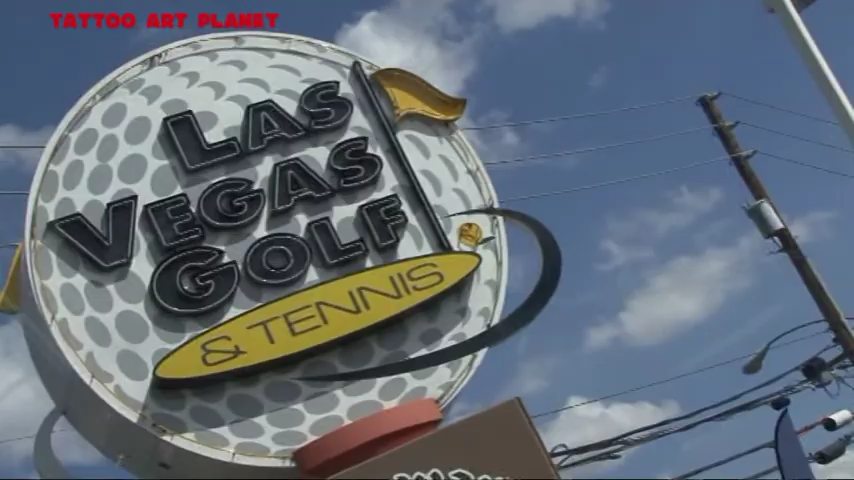 TATTOO ART PLANET
LAS
VEGAS
GOLF
& TENNIS